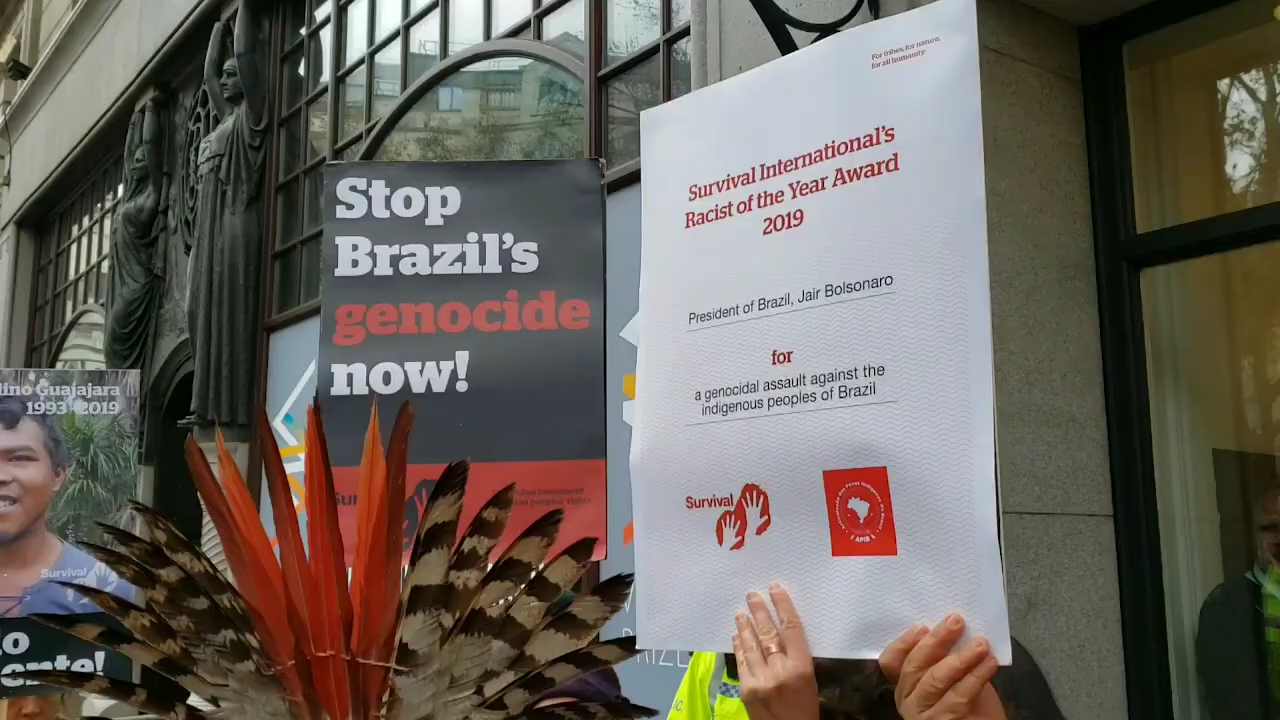 Stop
Brazil's
genocide
now!
For tribes, for nature,
for all humanity
Survival International's
Racist of the Year Award
2019
President of Brazil, Jair Bolsonaro
for
a genocidal assault against the
indigenous peoples of Brazil
Survival
APIB
Guajajara
1993-2019
Survival